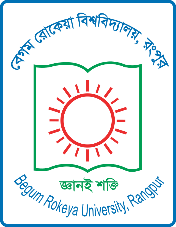 বেগম রোকেয়া বিশ্ববিদ্যালয়, রংপুর
জ্ঞানই শক্তি
Begum Rokeya University, Rangpur